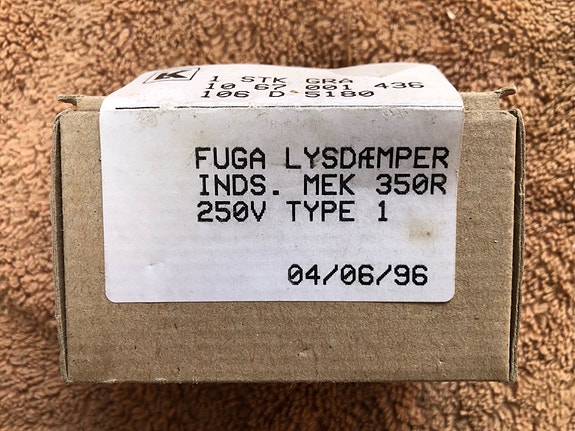 1 STK GRA
10 67 001 436
106 D 5180
FUGA LYSDÆMPER
INDS. MEK 350R
250V TYPE 1
04/06/96